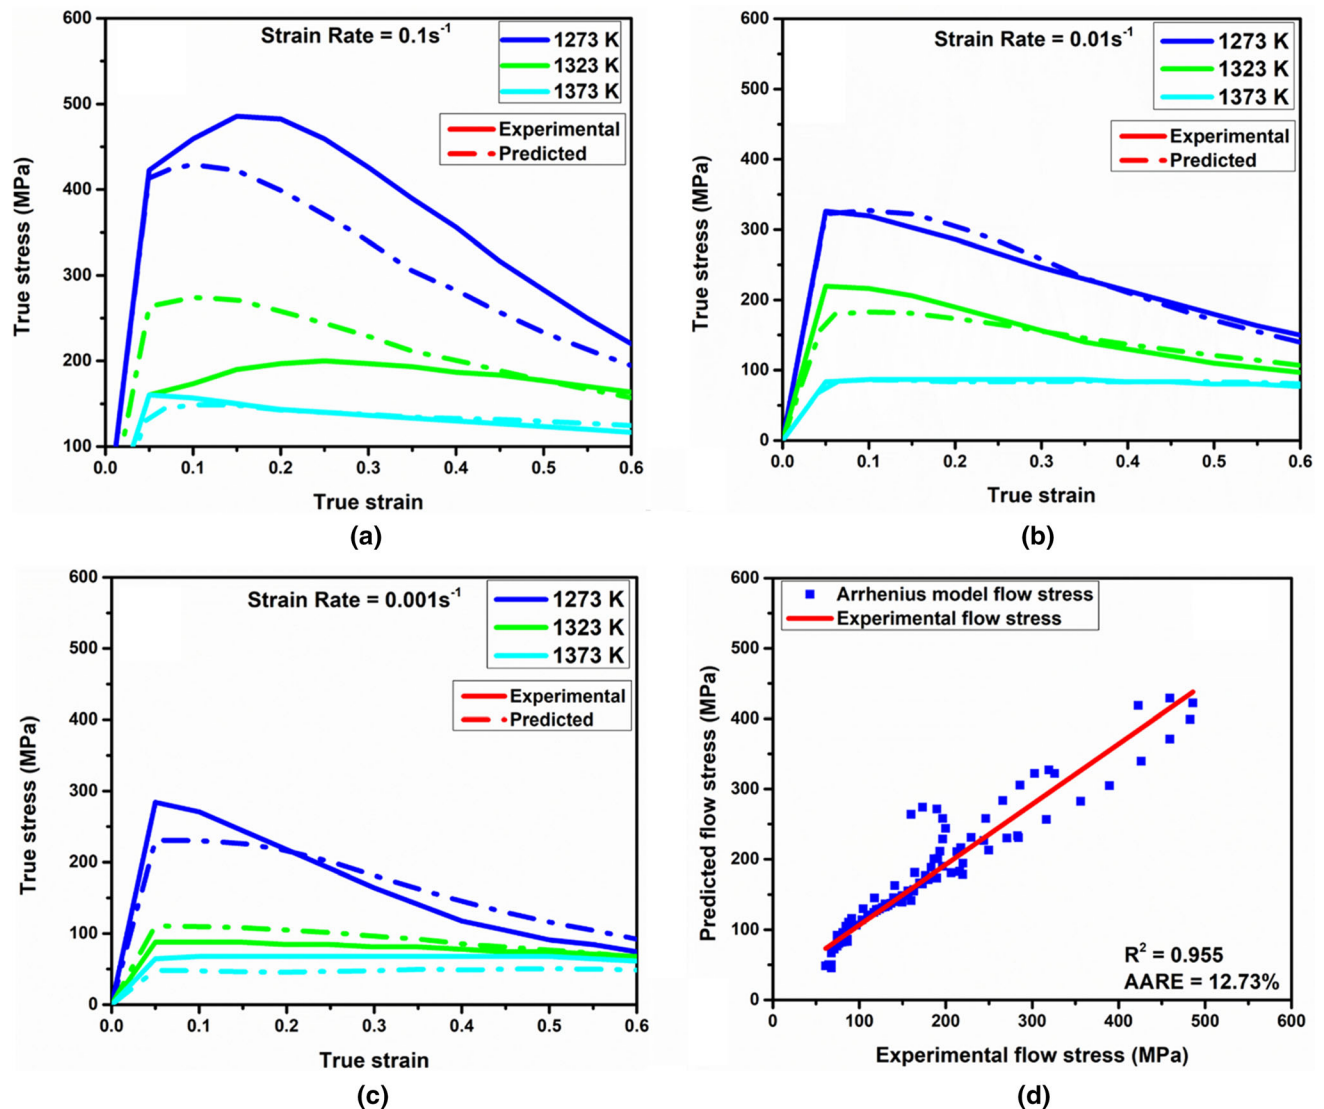 Strain Rate = 0.1s⁻¹
1273 K
1323 K
1373 K
Experimental
Predicted
600
500
400
300
200
100
0.0 0.1 0.2 0.3 0.4 0.5 0.6
True stress (MPa)
True strain
(a)
Strain Rate = 0.01s⁻¹
1273 K
1323 K
1373 K
Experimental
Predicted
600
500
400
300
200
100
0
0.0 0.1 0.2 0.3 0.4 0.5 0.6
True stress (MPa)
True strain
(b)
Strain Rate = 0.001s⁻¹
1273 K
1323 K
1373 K
Experimental
Predicted
600
500
400
300
200
100
0
0.0 0.1 0.2 0.3 0.4 0.5 0.6
True stress (MPa)
True strain
(c)
Arrhenius model flow stress
Experimental flow stress
600
500
400
300
200
100
0
0 100 200 300 400 500 600
Predicted flow stress (MPa)
R² = 0.955
AARE = 12.73%
Experimental flow stress (MPa)
(d)